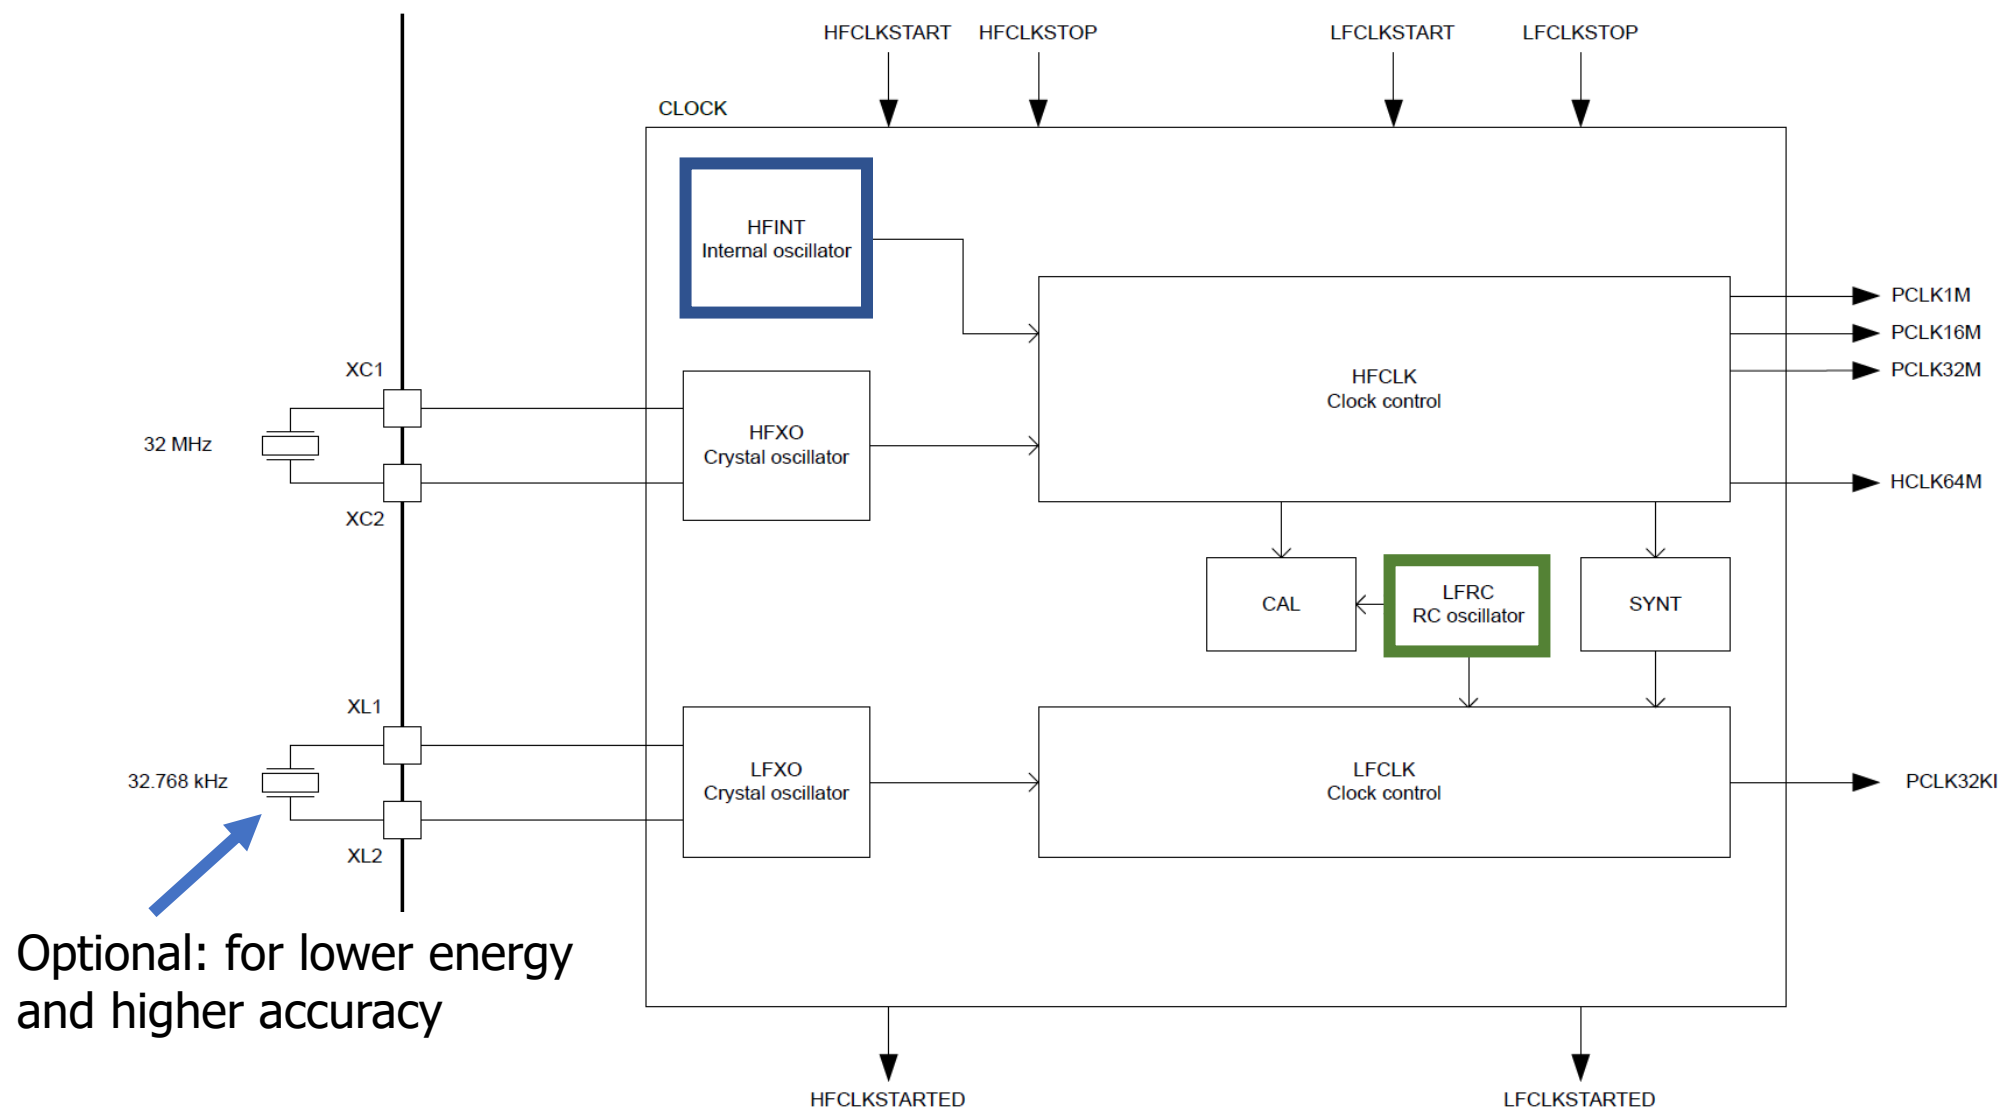 HFCLKSTART HFCLKSTOP LFCLKSTART LFCLKSTOP
CLOCK
HFINT
Internal oscillator
PCLK1M
PCLK16M
PCLK32M
HFCLK
Clock control
XC1
32 MHz
HFXO
Crystal oscillator
HCLK64M
XC2
CAL
LFRC
RC oscillator
SYNT
XL1
32.768 kHz
LFXO
Crystal oscillator
LFCLK
Clock control
PCLK32KI
XL2
Optional: for lower energy
and higher accuracy
HFCLKSTARTED LFCLKSTARTED